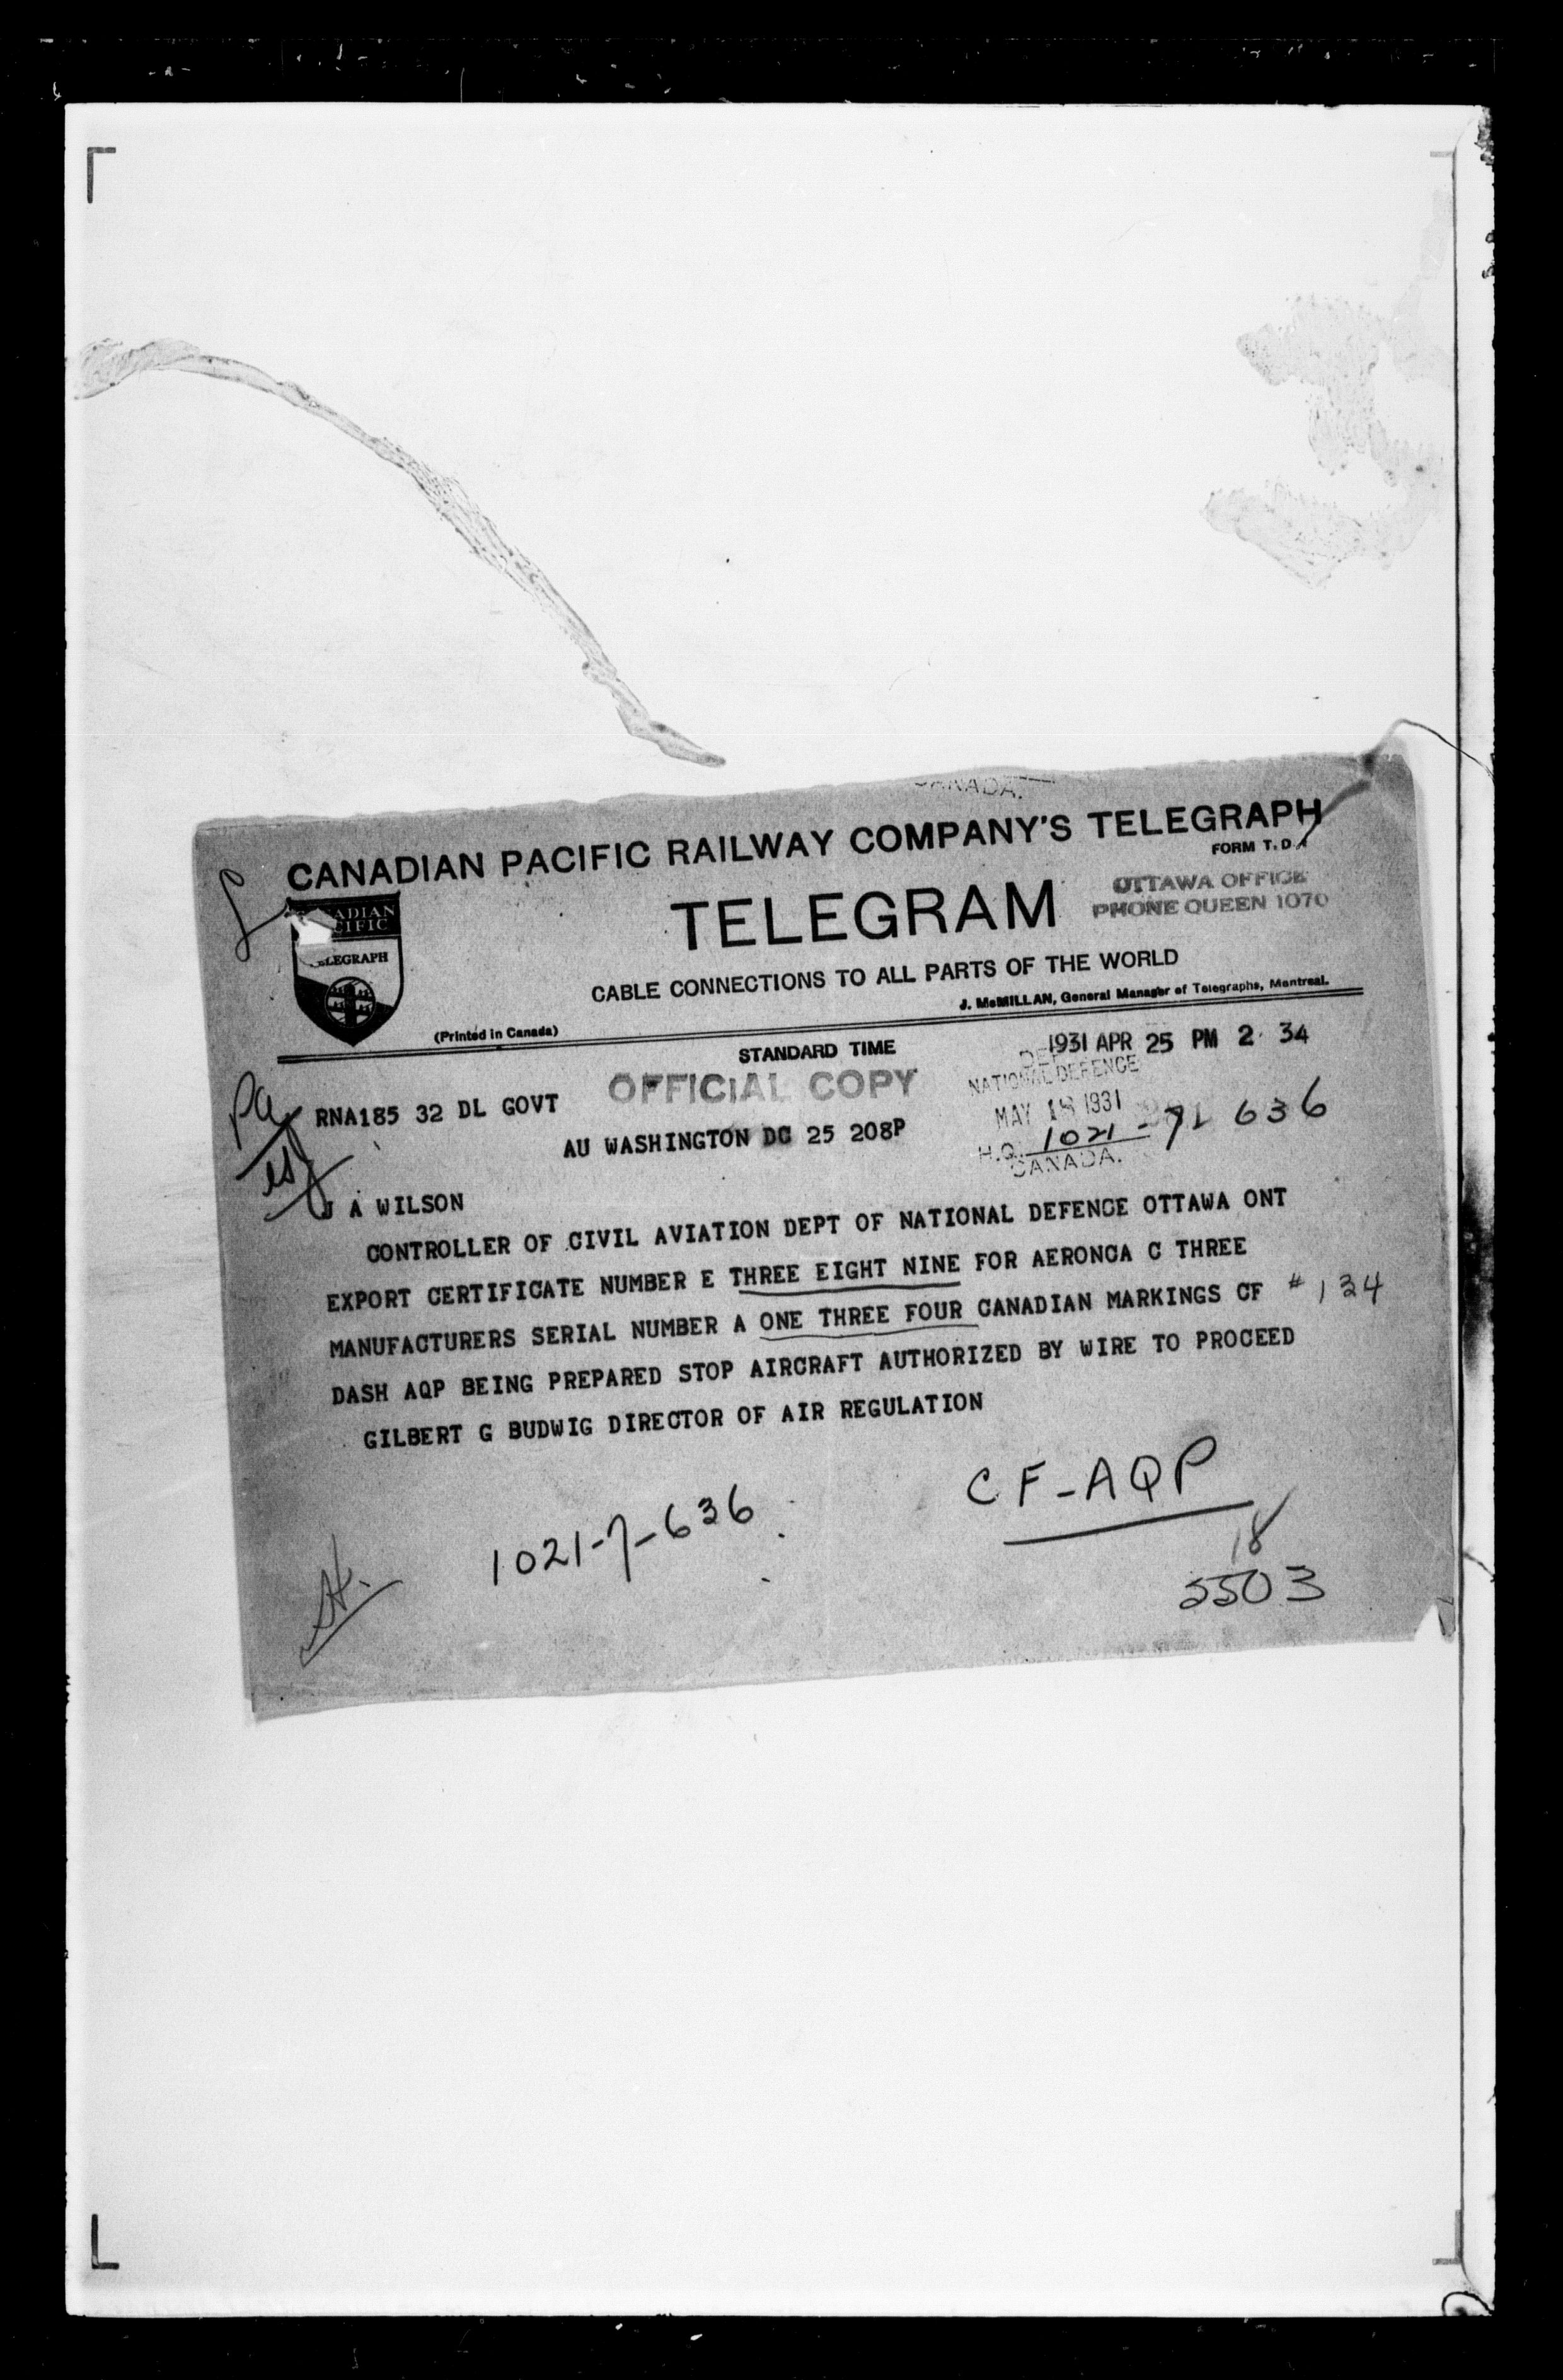 CANADA.
CANADIAN PACIFIC RAILWAY COMPANY'S TELEGRAPH
FORM T. D.
TELEGRAM
OTTAWA OFFICE
PHONE QUEEN 1070
TELEGRAPH
CABLE CONNECTIONS TO ALL PARTS OF THE WORLD
J. McMILLAN, General Manager of Telegraphs, Montreal.
(Printed in Canada)
STANDARD TIME
1931 APR 25 PM 2 34
OFFICIAL COPY
NATIONAL DEFENCE
MAY 18 1931
H.Q. 1021-7 636
CANADA.
Pa
RNA185 32 DL GOVT
AU WASHINGTON DC 25 208P
J A WILSON
CONTROLLER OF CIVIL AVIATION DEPT OF NATIONAL DEFENCE OTTAWA ONT
EXPORT CERTIFICATE NUMBER E THREE EIGHT NINE FOR AERONCA C THREE
MANUFACTURERS SERIAL NUMBER A ONE THREE FOUR CANADIAN MARKINGS CF # 134
DASH AQP BEING PREPARED STOP AIRCRAFT AUTHORIZED BY WIRE TO PROCEED
GILBERT G BUDWIG DIRECTOR OF AIR REGULATION
CF-AQP
1021-7-636
18
5503